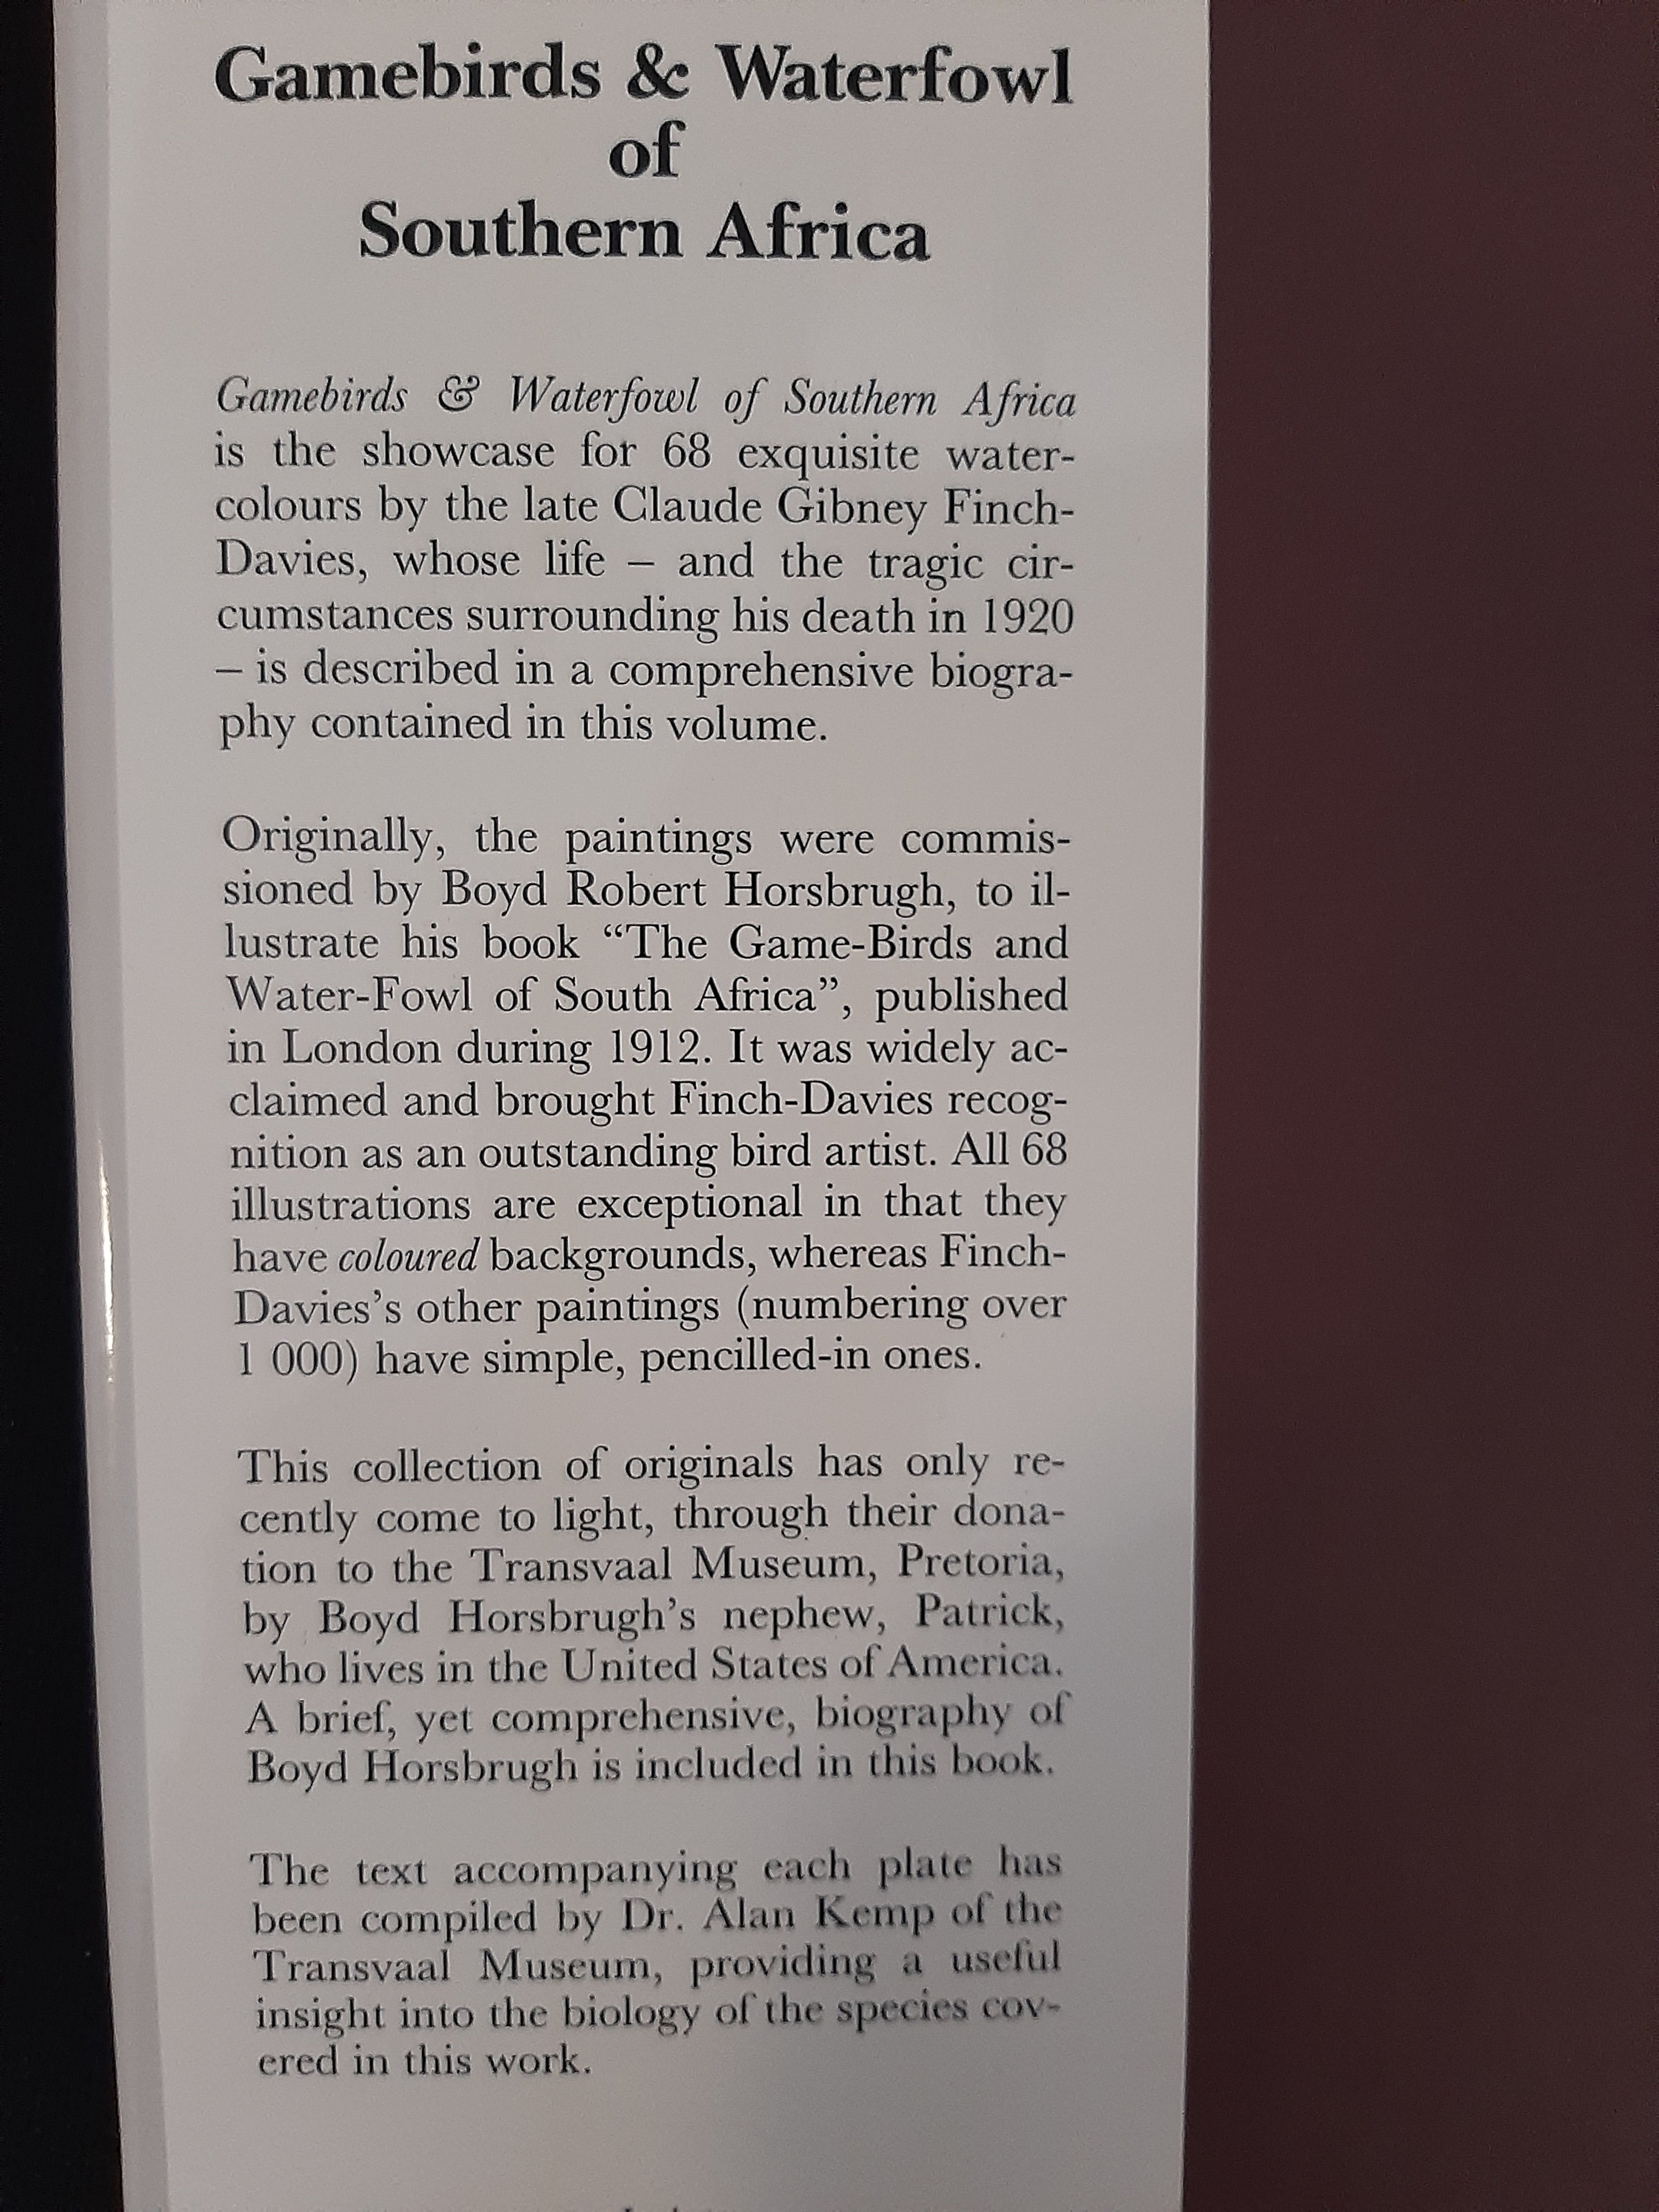 Gamebirds & Waterfowl
of
Southern Africa
Gamebirds & Waterfowl of Southern Africa
is the showcase for 68 exquisite water-
colours by the late Claude Gibney Finch-
Davies, whose life – and the tragic cir-
cumstances surrounding his death in 1920
– is described in a comprehensive biogra-
phy contained in this volume.
Originally, the paintings were commis-
sioned by Boyd Robert Horsbrugh, to il-
lustrate his book “The Game-Birds and
Water-Fowl of South Africa”, published
in London during 1912. It was widely ac-
claimed and brought Finch-Davies recog-
nition as an outstanding bird artist. All 68
illustrations are exceptional in that they
have coloured backgrounds, whereas Finch-
Davies’s other paintings (numbering over
1 000) have simple, pencilled-in ones.
This collection of originals has only re-
cently come to light, through their dona-
tion to the Transvaal Museum, Pretoria,
by Boyd Horsbrugh’s nephew, Patrick,
who lives in the United States of America.
A brief, yet comprehensive, biography of
Boyd Horsbrugh is included in this book.
The text accompanying each plate has
been compiled by Dr. Alan Kemp of the
Transvaal Museum, providing a useful
insight into the biology of the species cov-
ered in this work.